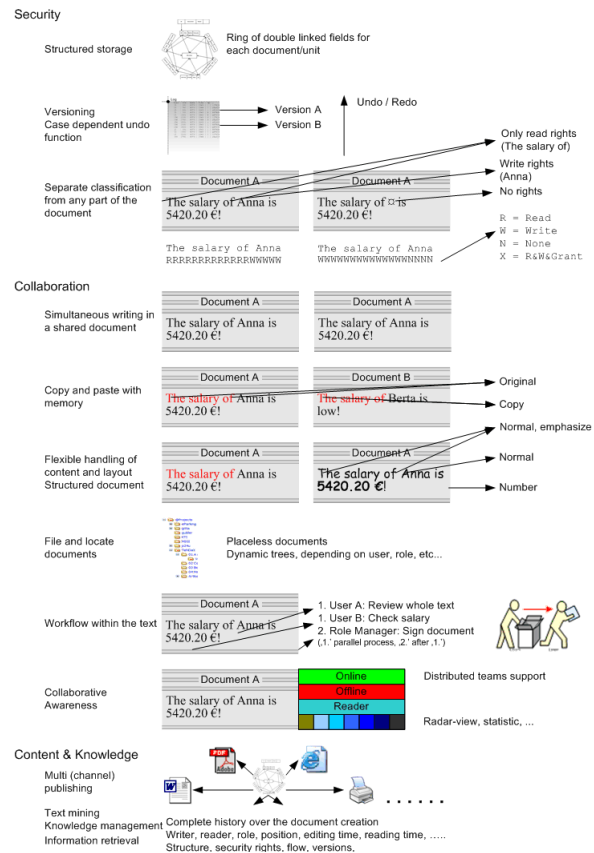 Security
Structured storage
Ring of double linked fields for
each document/unit
Versioning
Case dependent undo
function
Version A
Version B
Undo / Redo
Only read rights
(The salary of)
Write rights
(Anna)
No rights
Separate classification
from any part of the
document
Document A
The salary of Anna is
5420.20 €!
Document A
The salary of ¤ is
5420.20 €!
The salary of Anna
RRRRRRRRRRRRRWWWWW
The salary of Anna
WWWWWWWWWWWWWWNNNN
R = Read
W = Write
N = None
X = R&W&Grant
Collaboration
Simultaneous writing in
a shared document
Document A
The salary of Anna is
5420.20 €!
Document A
The salary of Anna is
5420.20 €!
Copy and paste with
memory
Document A
The salary of Anna is
5420.20 €!
Document B
The salary of Berta is
low!
Original
Copy
Flexible handling of
content and layout
Structured document
Document A
The salary of Anna is
5420.20 €!
Document A
The salary of Anna is
5420.20 €!
Normal, emphasize
Normal
Number
File and locate
documents
Placeless documents
Dynamic trees, depending on user, role, etc...
Workflow within the text
Document A
The salary of Anna is
5420.20 €!
1. User A: Review whole text
1. User B: Check salary
2. Role Manager: Sign document
(‚1.’ parallel process, ‚2.’ after ‚1.’)
Collaborative
Awareness
Document A
The salary of Anna is
5420.20 €!
Online
Offline
Reader
Distributed teams support
Radar-view, statistic, ...
Content & Knowledge
Multi (channel)
publishing
PDF
Adobe
W
Text mining
Knowledge management
Information retrieval
Complete history over the document creation
Writer, reader, role, position, editing time, reading time, …..
Structure, security rights, flow, versions,